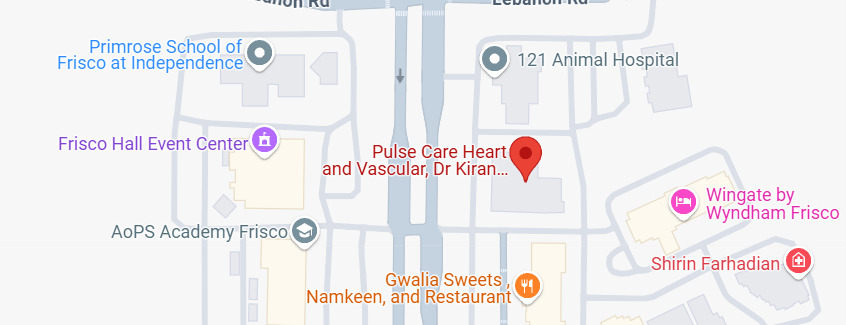 Lebanon Rd
Lebanon Rd
Primrose School of
Frisco at Independence
121 Animal Hospital
Frisco Hall Event Center
Pulse Care Heart
and Vascular, Dr Kiran...
Wingate by
Wyndham Frisco
AoPS Academy Frisco
Shirin Farhadian
Gwalia Sweets ,
Namkeen, and Restaurant